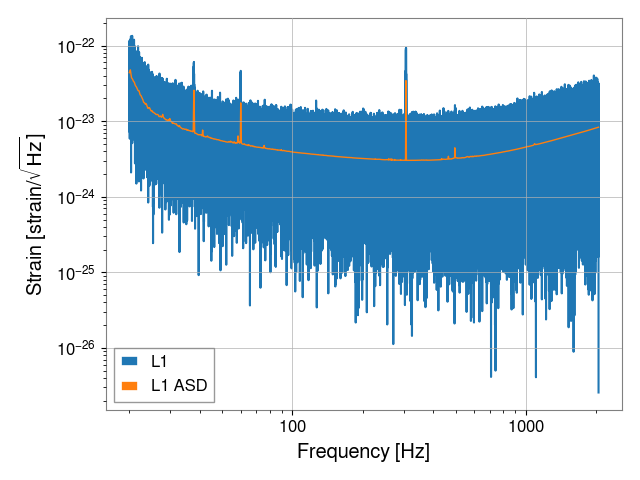 10⁻²²
10⁻²³
10⁻²⁴
10⁻²⁵
10⁻²⁶
Strain [strain/√Hz]
L1
L1 ASD
100
1000
Frequency [Hz]